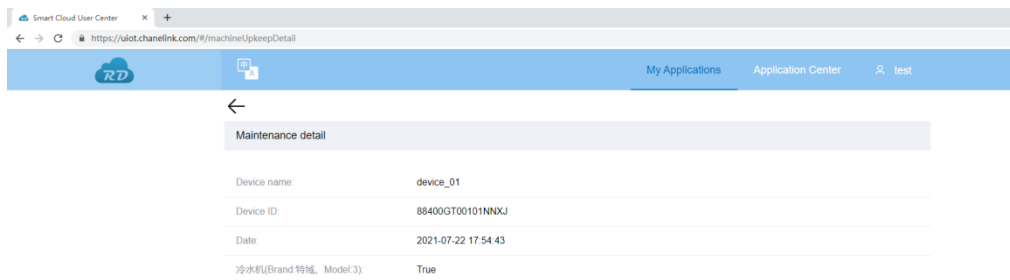 Smart Cloud User Center
https://uiot.chanelink.com/#/machineUpkeepDetail
RD
中 A
My Applications Application Center test
Maintenance detail
Device name: device_01
Device ID: 88400GT00101NNXJ
Date: 2021-07-22 17:54:43
冷水机(Brand:特域，Model:3): True